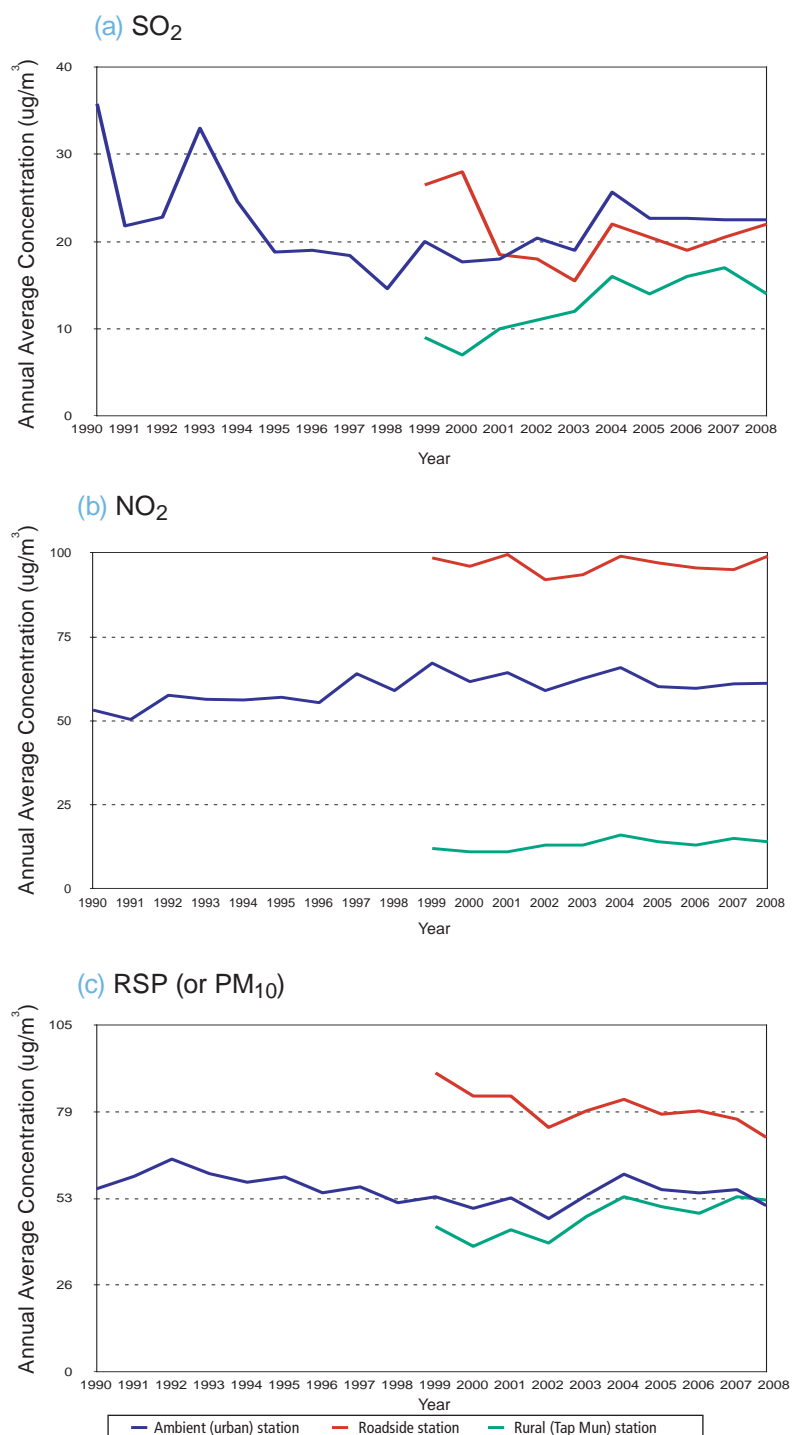 (a) SO2
Annual Average Concentration (ug/m3)
40
30
20
10
0
1990 1991 1992 1993 1994 1995 1996 1997 1998 1999 2000 2001 2002 2003 2004 2005 2006 2007 2008
Year
(b) NO2
Annual Average Concentration (ug/m3)
100
75
50
25
0
1990 1991 1992 1993 1994 1995 1996 1997 1998 1999 2000 2001 2002 2003 2004 2005 2006 2007 2008
Year
(c) RSP (or PM10)
Annual Average Concentration (ug/m3)
105
79
53
26
0
1990 1991 1992 1993 1994 1995 1996 1997 1998 1999 2000 2001 2002 2003 2004 2005 2006 2007 2008
Year
Ambient (urban) station Roadside station Rural (Tap Mun) station